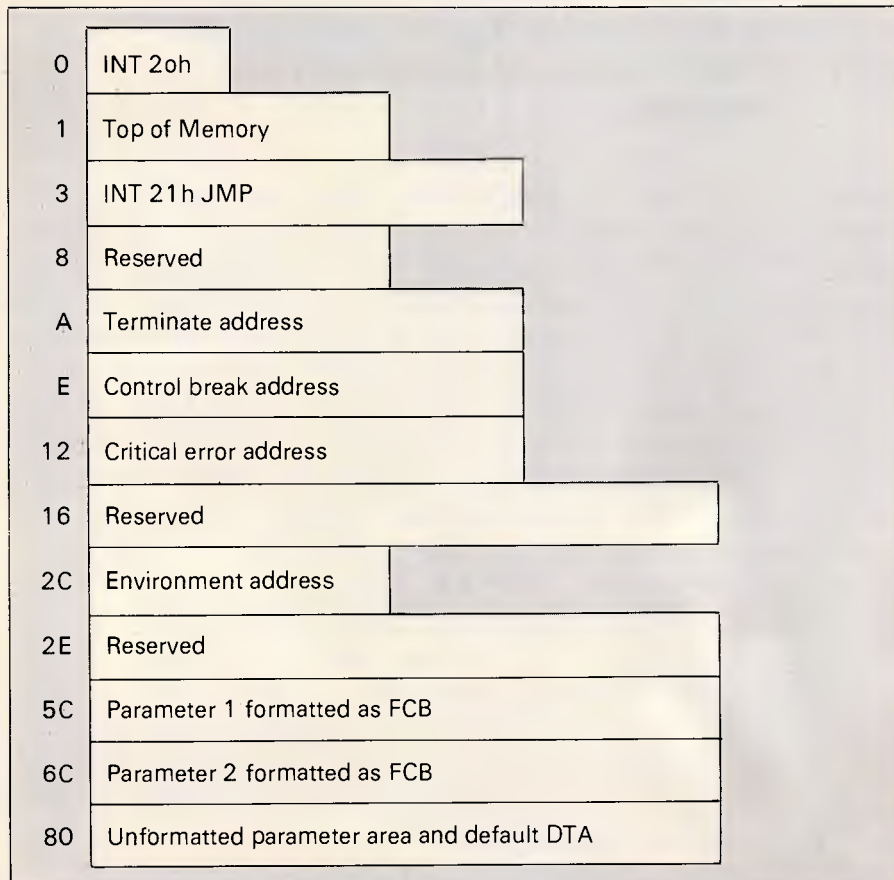 0 INT 2oh
1 Top of Memory
3 INT 21h JMP
8 Reserved
A Terminate address
E Control break address
12 Critical error address
16 Reserved
2C Environment address
2E Reserved
5C Parameter 1 formatted as FCB
6C Parameter 2 formatted as FCB
80 Unformatted parameter area and default DTA